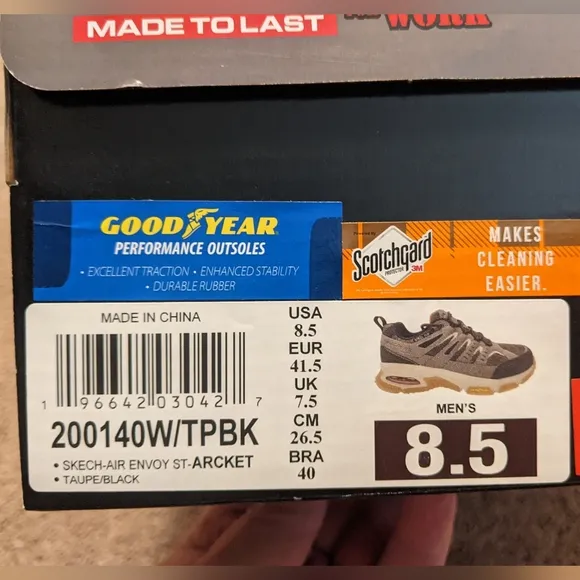 MADE TO LAST
WORK
GOODYEAR
PERFORMANCE OUTSOLES
• EXCELLENT TRACTION • ENHANCED STABILITY
• DURABLE RUBBER
Scotchgard
PROTECTOR 3M
MAKES
CLEANING
EASIER.
MADE IN CHINA
1 96642 03042 7
200140W/TPBK
• SKECH-AIR ENVOY ST-ARCKET
• TAUPE/BLACK
USA
8.5
EUR
41.5
UK
7.5
CM
26.5
BRA
40
MEN'S
8.5